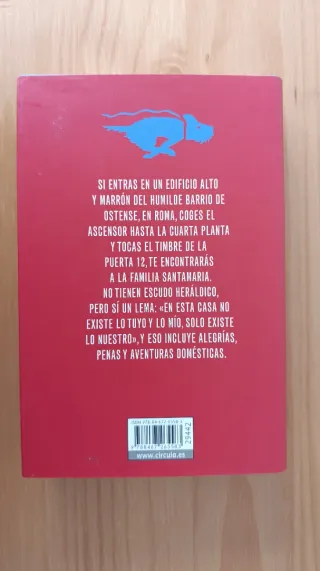 SI ENTRAS EN UN EDIFICIO ALTO
Y MARRÓN DEL HUMILDE BARRIO DE
OSTENSE, EN ROMA, COGES EL
ASCENSOR HASTA LA CUARTA PLANTA
Y TOCAS EL TIMBRE DE LA
PUERTA 12, TE ENCONTRARÁS
A LA FAMILIA SANTAMARIA.
NO TIENEN ESCUDO HERÁLDICO,
PERO SÍ UN LEMA: «EN ESTA CASA NO
EXISTE LO TUYO Y LO MÍO, SOLO EXISTE
LO NUESTRO», Y ESO INCLUYE ALEGRÍAS,
PENAS Y AVENTURAS DOMÉSTICAS.
29442
www.circulo.es